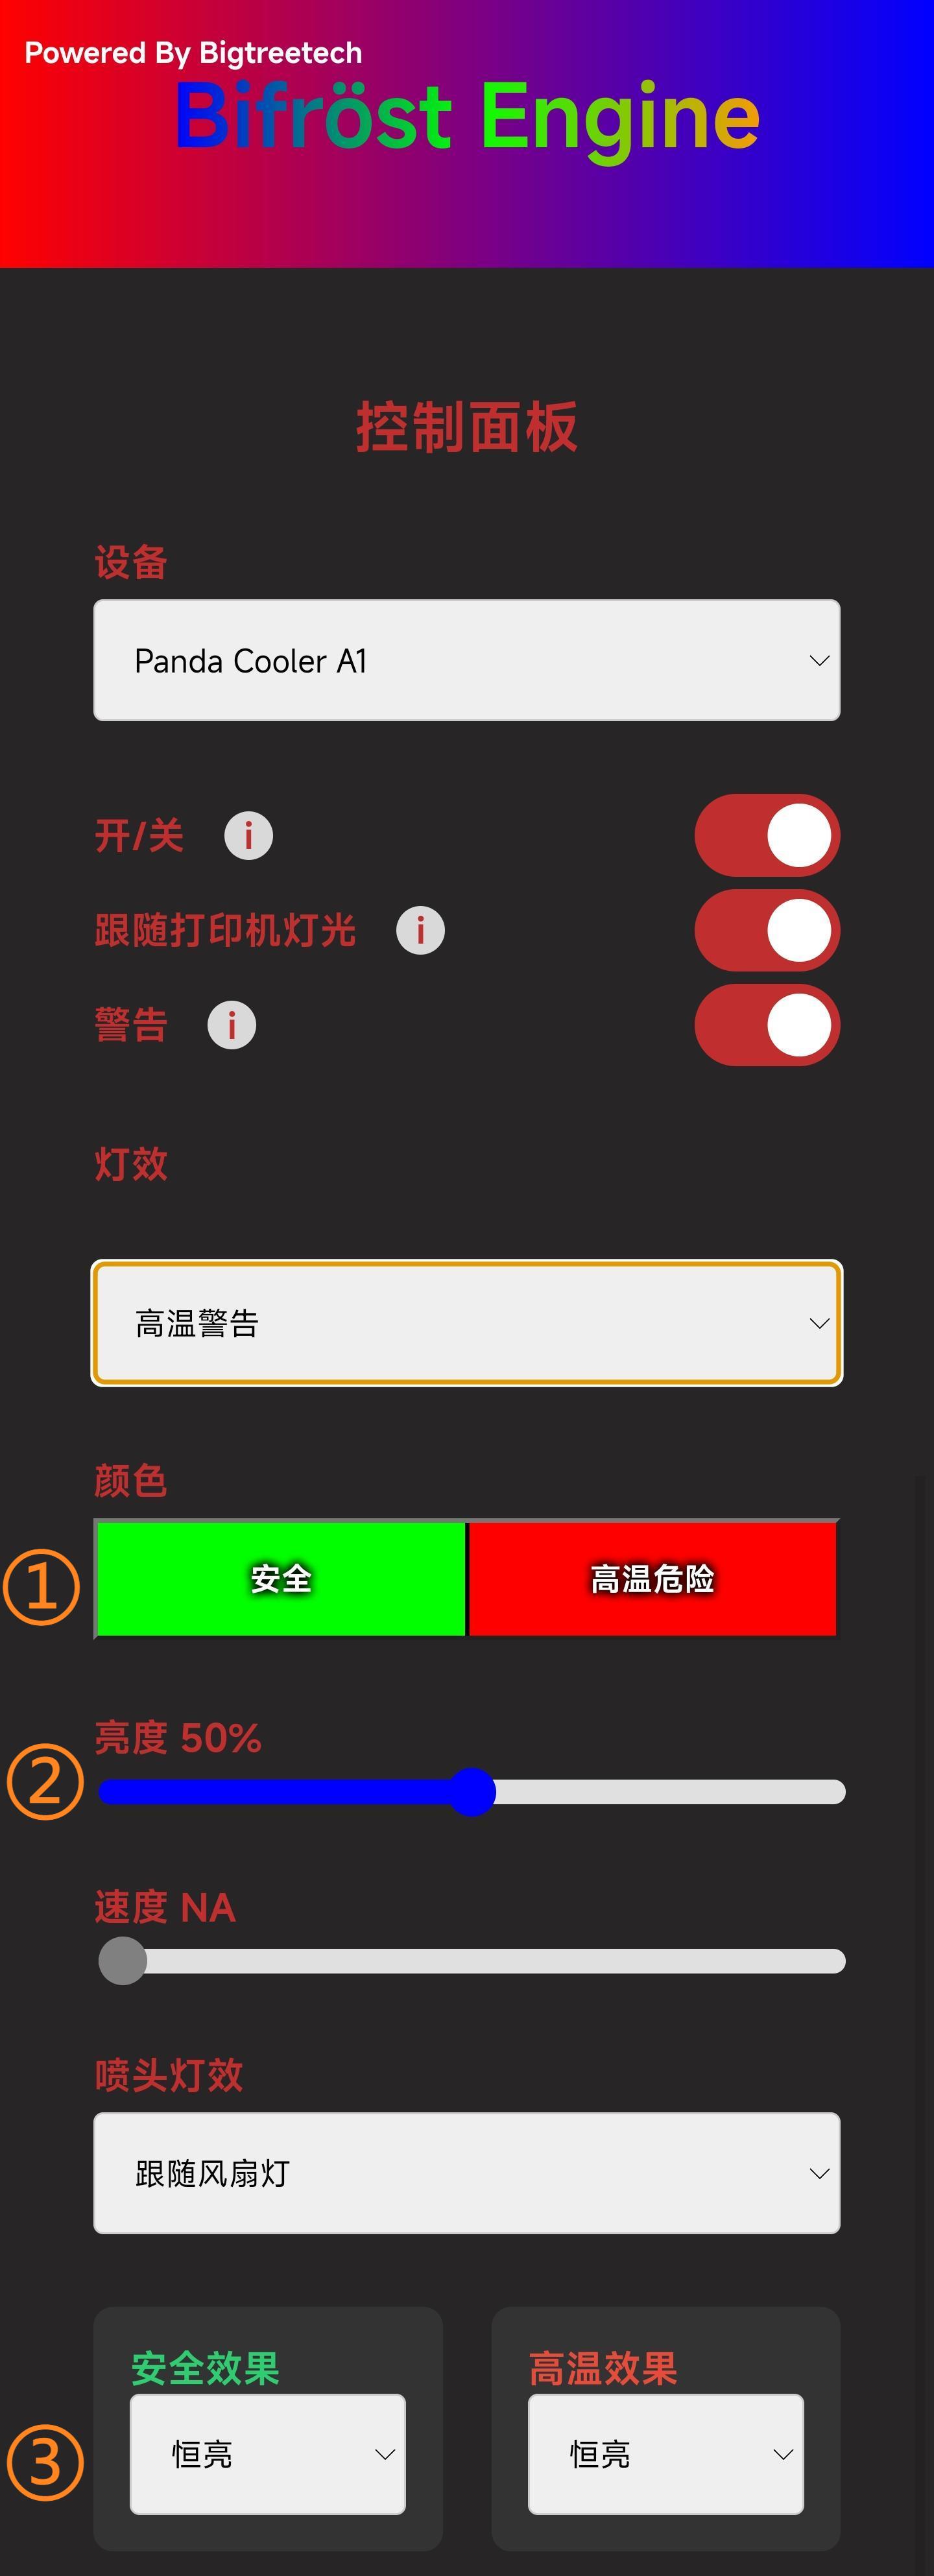 Powered By Bigtreetech
Bifröst Engine
控制面板
设备
Panda Cooler A1
开/关 i
跟随打印机灯光 i
警告 i
灯效
高温警告
颜色
① 安全 高温危险
亮度 50%
②
速度 NA
喷头灯效
跟随风扇灯
安全效果 高温效果
③ 恒亮 恒亮